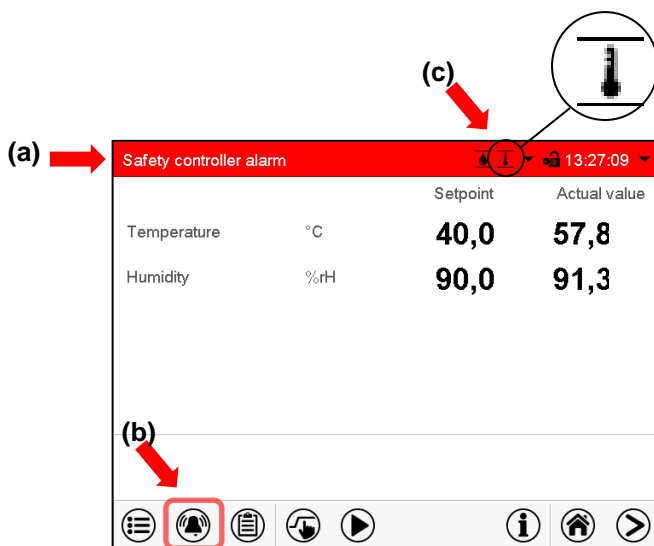 (c)
(a)
Safety controller alarm 13:27:09
Setpoint Actual value
Temperature °C 40,0 57,8
Humidity %rH 90,0 91,3
(b)
i